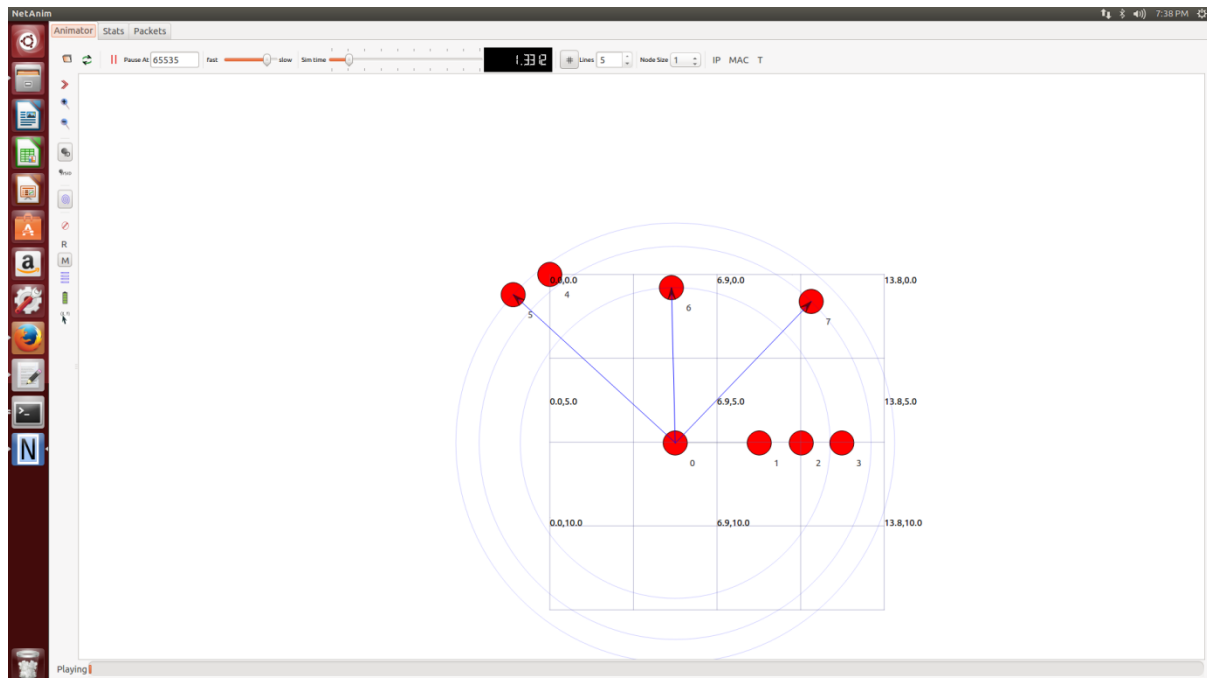 NetAnim
7:38 PM
Animator Stats Packets
Pause At 65535 fast slow Sim time 1.332 Lines 5 Node Size 1 IP MAC T
R
M
0.0,0.0 6.9,0.0 13.8,0.0
4
5 6 7
0.0,5.0 6.9,5.0 13.8,5.0
0 1 2 3
0.0,10.0 6.9,10.0 13.8,10.0
Playing